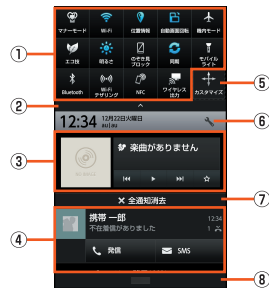 マナーモード Wi-Fi 位置情報 自動画面回転 機内モード
① エコ技 明るさ のぞき見ブロック 同期 モバイルライト
Bluetooth Wi-Fiテザリング NFC ワイヤレス出力 カスタマイズ ⑤
②
12:34 12月22日火曜日 ⑥
au/au
③ 楽曲がありません
✕ 全通知消去 ⑦
④ 携帯 一郎 12:34
不在着信がありました 1
発信 SMS
⑧